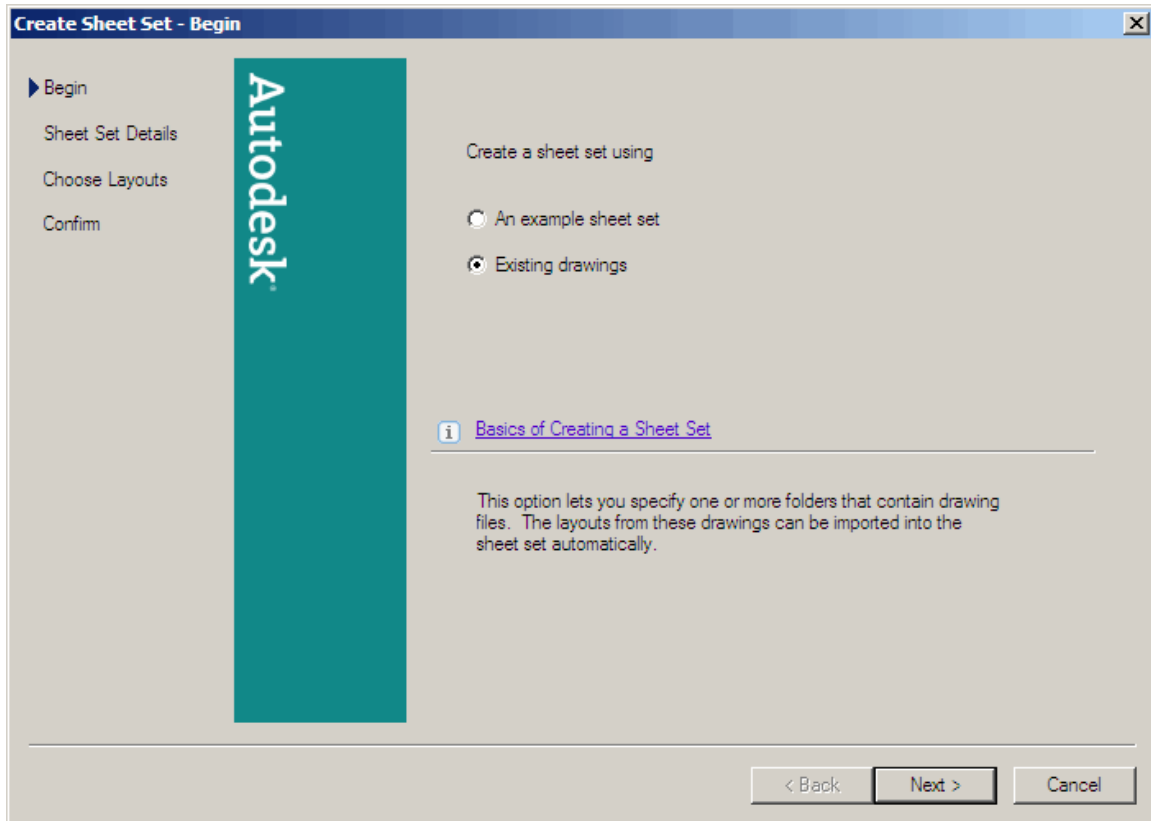 Create Sheet Set - Begin
Begin
Sheet Set Details
Choose Layouts
Confirm
Autodesk®
Create a sheet set using
An example sheet set
Existing drawings
Basics of Creating a Sheet Set
This option lets you specify one or more folders that contain drawing
files.  The layouts from these drawings can be imported into the
sheet set automatically.
< Back
Next >
Cancel